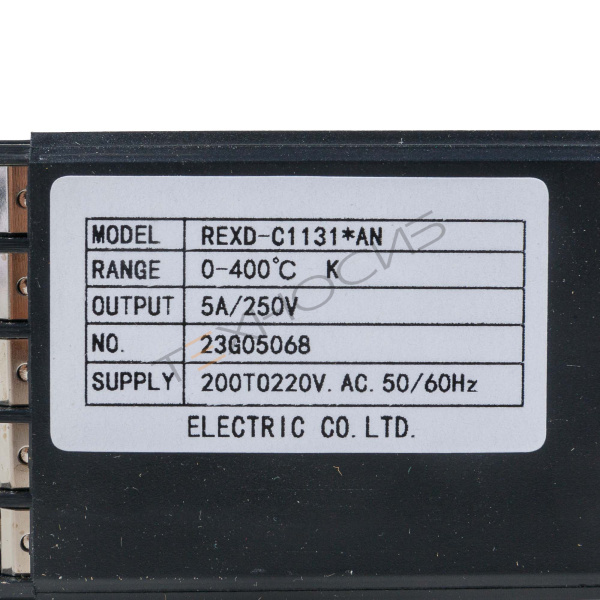 MODEL REXD-C1131*AN
RANGE 0-400℃ K
OUTPUT 5A/250V
NO. 23G05068
SUPPLY 200TO220V. AC. 50/60Hz
ELECTRIC CO. LTD.
ТЕХНОСИЗ